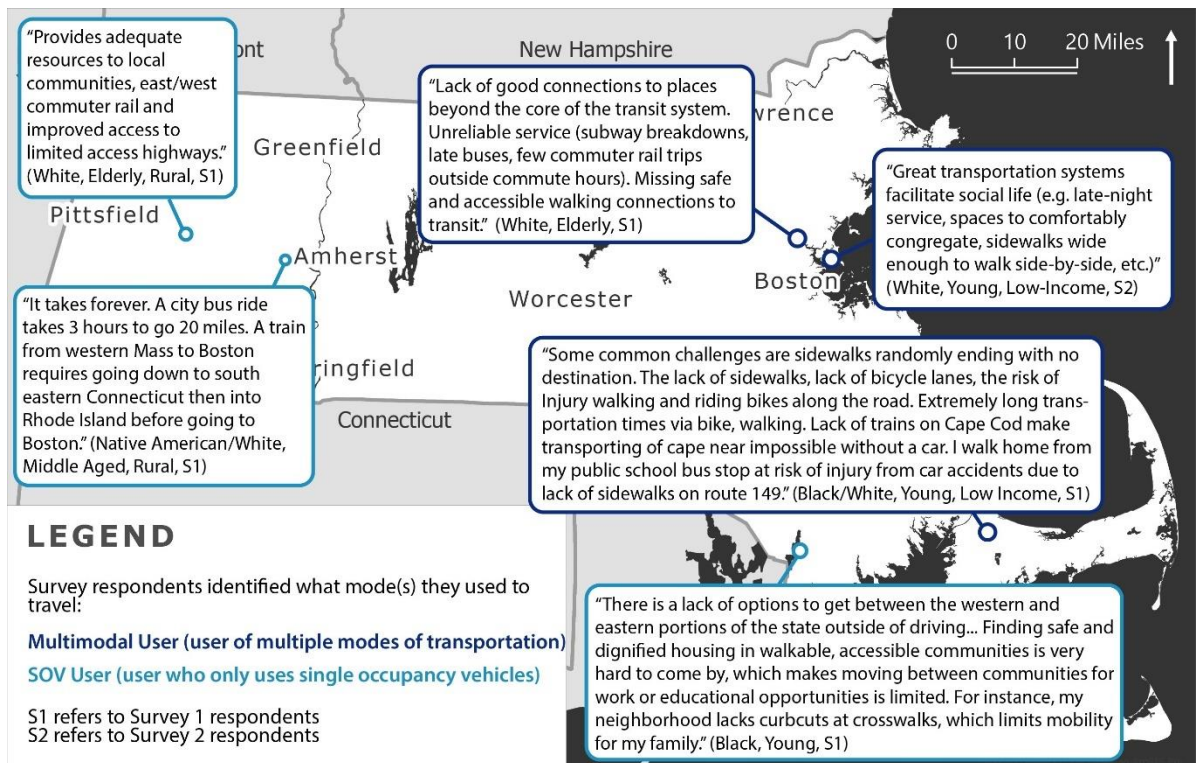 "Provides adequate
resources to local
communities, east/west
commuter rail and
improved access to
limited access highways."
(White, Elderly, Rural, S1)
ont
New Hampshire
0 10 20 Miles
"Lack of good connections to places
beyond the core of the transit system.
Unreliable service (subway breakdowns,
late buses, few commuter rail trips
outside commute hours). Missing safe
and accessible walking connections to
transit." (White, Elderly, S1)
wrence
Greenfield
"Great transportation systems
facilitate social life (e.g. late-night
service, spaces to comfortably
congregate, sidewalks wide
enough to walk side-by-side, etc.)"
(White, Young, Low-Income, S2)
Pittsfield
Amherst
Worcester
Boston
"It takes forever. A city bus ride
takes 3 hours to go 20 miles. A train
from western Mass to Boston
requires going down to south
eastern Connecticut then into
Rhode Island before going to
Boston." (Native American/White,
Middle Aged, Rural, S1)
ringfield
Connecticut
"Some common challenges are sidewalks randomly ending with no
destination. The lack of sidewalks, lack of bicycle lanes, the risk of
Injury walking and riding bikes along the road. Extremely long trans-
portation times via bike, walking. Lack of trains on Cape Cod make
transporting of cape near impossible without a car. I walk home from
my public school bus stop at risk of injury from car accidents due to
lack of sidewalks on route 149." (Black/White, Young, Low Income, S1)
LEGEND
Survey respondents identified what mode(s) they used to
travel:
Multimodal User (user of multiple modes of transportation)
SOV User (user who only uses single occupancy vehicles)
S1 refers to Survey 1 respondents
S2 refers to Survey 2 respondents
"There is a lack of options to get between the western and
eastern portions of the state outside of driving... Finding safe and
dignified housing in walkable, accessible communities is very
hard to come by, which makes moving between communities for
work or educational opportunities is limited. For instance, my
neighborhood lacks curbcuts at crosswalks, which limits mobility
for my family." (Black, Young, S1)